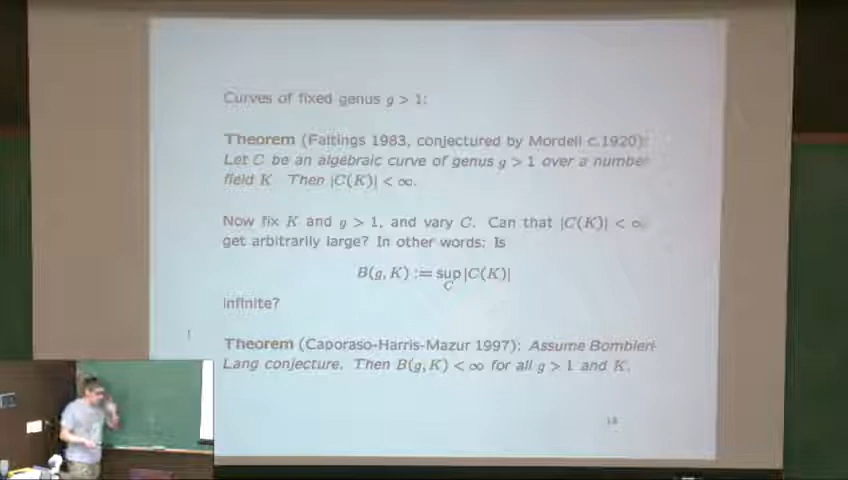 Curves of fixed genus g > 1:
Theorem (Faltings 1983, conjectured by Mordell c.1920):
Let C be an algebraic curve of genus g > 1 over a number
field K. Then |C(K)| < ∞.
Now fix K and g > 1, and vary C. Can that |C(K)| < ∞
get arbitrarily large? In other words: Is
B(g, K) := sup_C |C(K)|
infinite?
Theorem (Caporaso-Harris-Mazur 1997): Assume Bombieri-
Lang conjecture. Then B(g, K) < ∞ for all g > 1 and K.